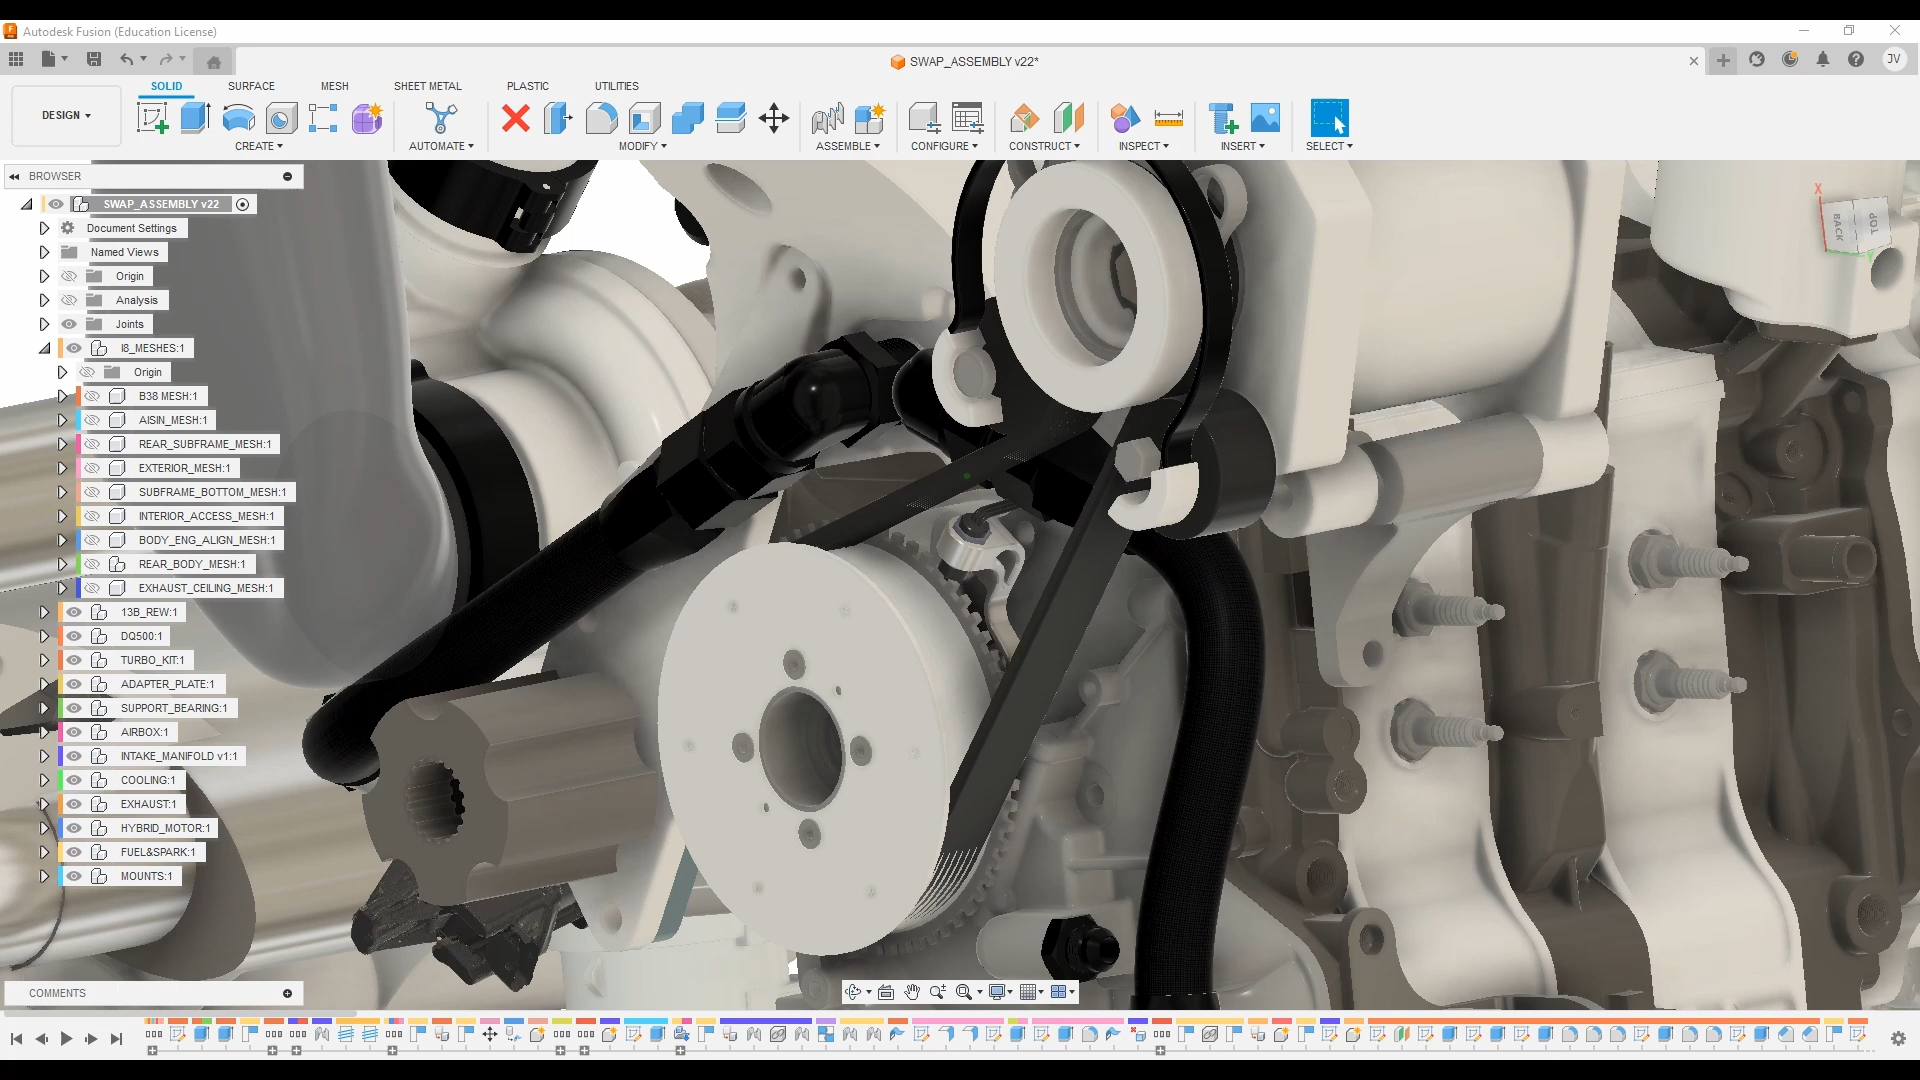 Autodesk Fusion (Education License)
SWAP_ASSEMBLY v22*
JV
SOLID SURFACE MESH SHEET METAL PLASTIC UTILITIES
DESIGN
CREATE AUTOMATE MODIFY ASSEMBLE CONFIGURE CONSTRUCT INSPECT INSERT SELECT
BROWSER
SWAP_ASSEMBLY v22
Document Settings
Named Views
Origin
Analysis
Joints
I8_MESHES:1
Origin
B38 MESH:1
AISIN_MESH:1
REAR_SUBFRAME_MESH:1
EXTERIOR_MESH:1
SUBFRAME_BOTTOM_MESH:1
INTERIOR_ACCESS_MESH:1
BODY_ENG_ALIGN_MESH:1
REAR_BODY_MESH:1
EXHAUST_CEILING_MESH:1
13B_REW:1
DQ500:1
TURBO_KIT:1
ADAPTER_PLATE:1
SUPPORT_BEARING:1
AIRBOX:1
INTAKE_MANIFOLD v1:1
COOLING:1
EXHAUST:1
HYBRID_MOTOR:1
FUEL&SPARK:1
MOUNTS:1
X
BACK
TOP
Y
COMMENTS